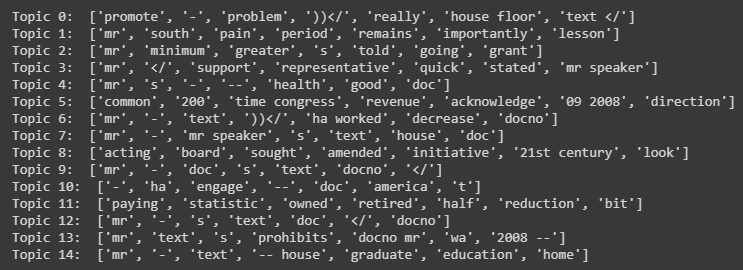 Topic 0:  ['promote', '-', 'problem', '))</', 'really', 'house floor', 'text </']
Topic 1:  ['mr', 'south', 'pain', 'period', 'remains', 'importantly', 'lesson']
Topic 2:  ['mr', 'minimum', 'greater', 's', 'told', 'going', 'grant']
Topic 3:  ['mr', '</', 'support', 'representative', 'quick', 'stated', 'mr speaker']
Topic 4:  ['mr', 's', '-', '--', 'health', 'good', 'doc']
Topic 5:  ['common', '200', 'time congress', 'revenue', 'acknowledge', '09 2008', 'direction']
Topic 6:  ['mr', '-', 'text', '))</', 'ha worked', 'decrease', 'docno']
Topic 7:  ['mr', '-', 'mr speaker', 's', 'text', 'house', 'doc']
Topic 8:  ['acting', 'board', 'sought', 'amended', 'initiative', '21st century', 'look']
Topic 9:  ['mr', '-', 'doc', 's', 'text', 'docno', '</']
Topic 10:  ['-', 'ha', 'engage', '--', 'doc', 'america', 't']
Topic 11:  ['paying', 'statistic', 'owned', 'retired', 'half', 'reduction', 'bit']
Topic 12:  ['mr', '-', 's', 'text', 'doc', '</', 'docno']
Topic 13:  ['mr', 'text', 's', 'prohibits', 'docno mr', 'wa', '2008 --']
Topic 14:  ['mr', '-', 'text', '-- house', 'graduate', 'education', 'home']